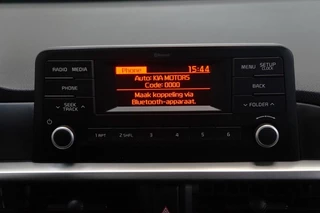 Phone 15:44
Auto: KIA MOTORS
Code: 0000
Maak koppeling via
Bluetooth-apparaat.
RADIO MEDIA
PHONE
SEEK
TRACK
MENU SETUP
CLOCK
BACK
FOLDER
1 RPT 2 SHFL 3 4 5 6